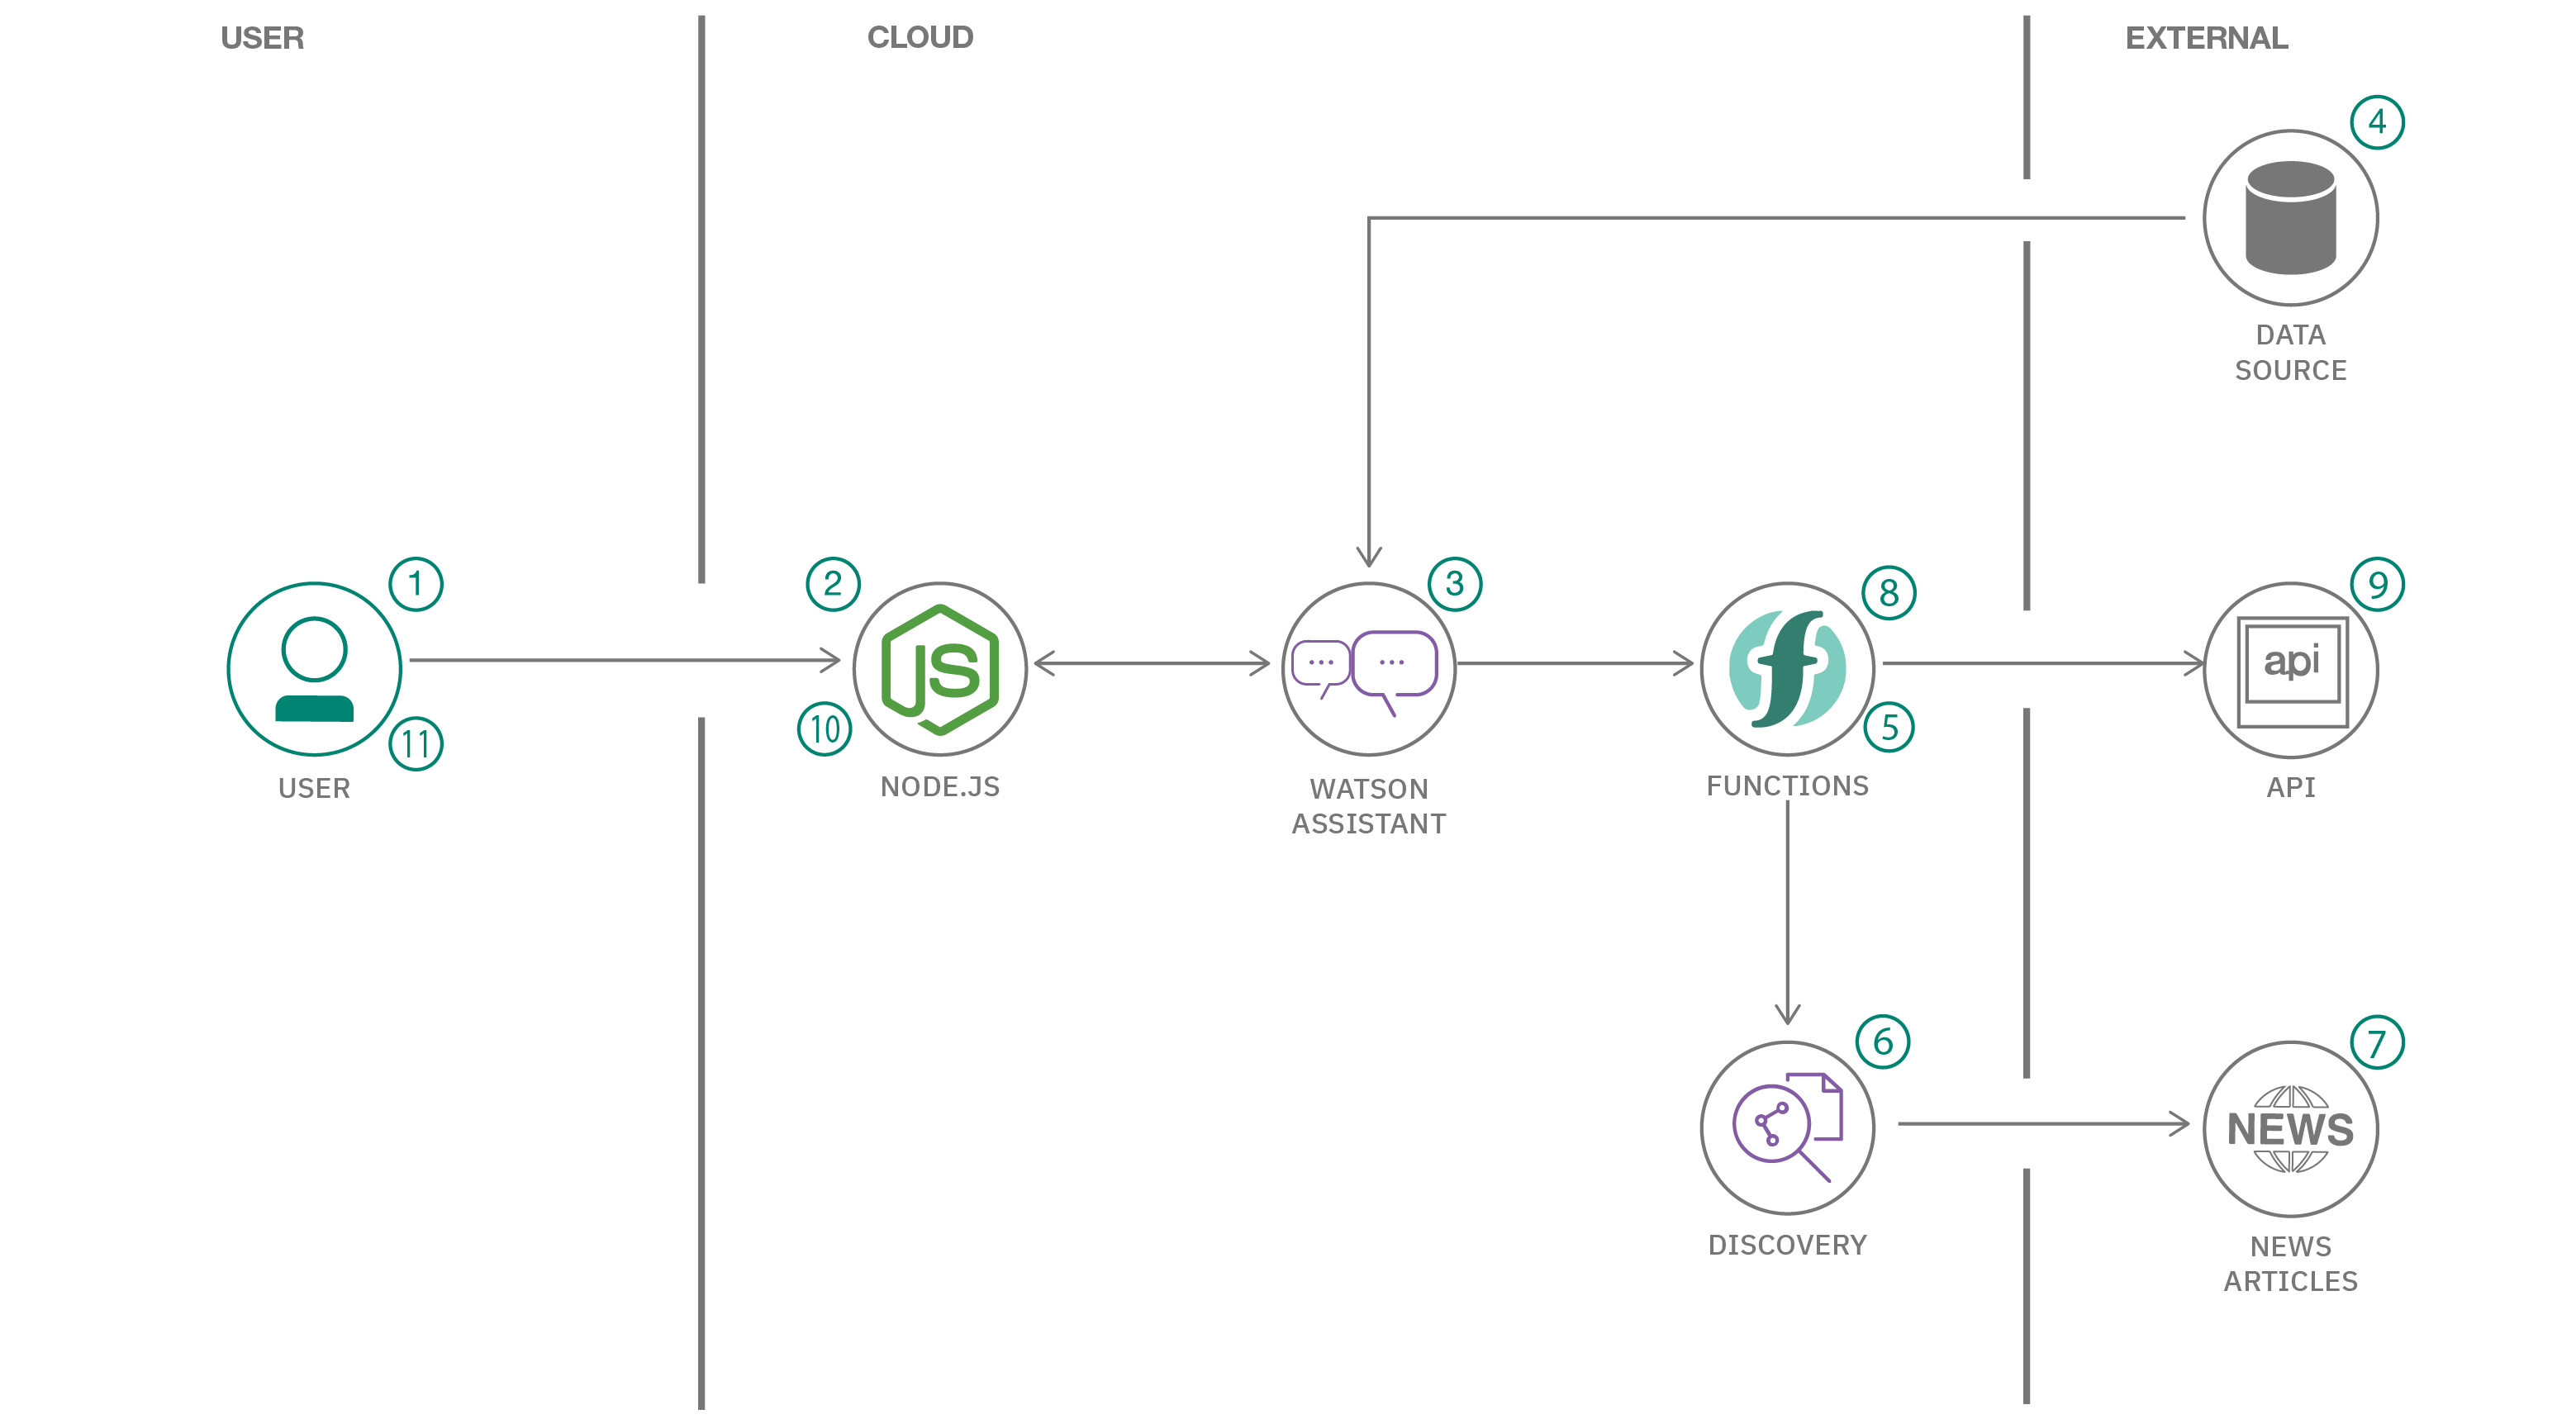 USER
CLOUD
EXTERNAL
4
DATA
SOURCE
1
11
USER
2
10
JS
NODE.JS
3
WATSON
ASSISTANT
8
5
FUNCTIONS
9
api
API
6
DISCOVERY
7
NEWS
NEWS
ARTICLES